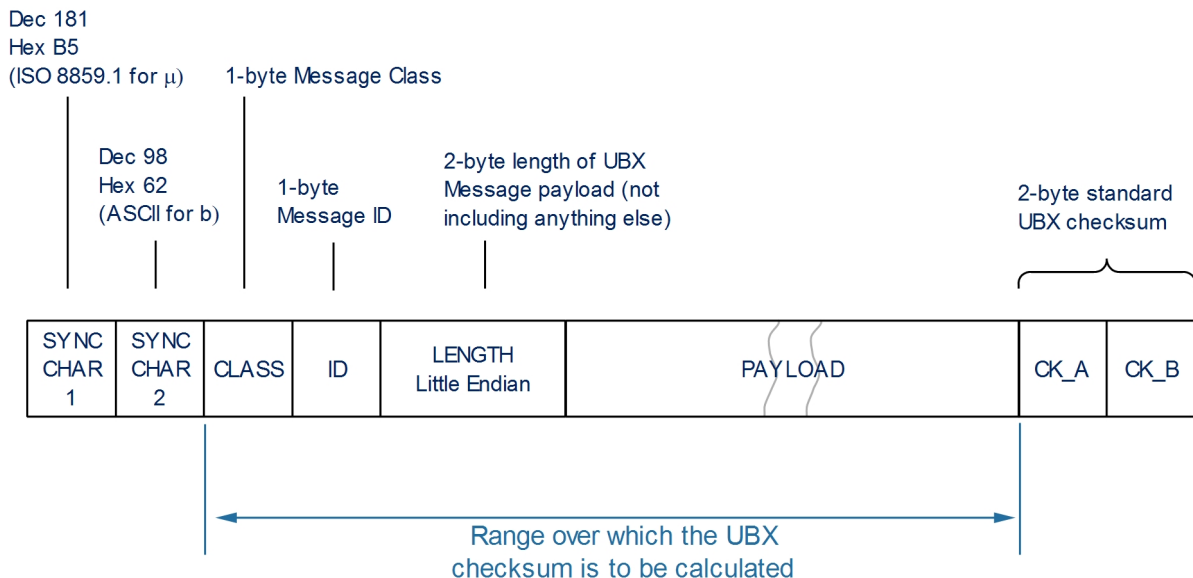 Dec 181
Hex B5
(ISO 8859.1 for μ)
1-byte Message Class
Dec 98
Hex 62
(ASCII for b)
1-byte
Message ID
2-byte length of UBX
Message payload (not
including anything else)
2-byte standard
UBX checksum
SYNC
CHAR
1
SYNC
CHAR
2
CLASS
ID
LENGTH
Little Endian
PAYLOAD
CK_A
CK_B
Range over which the UBX
checksum is to be calculated